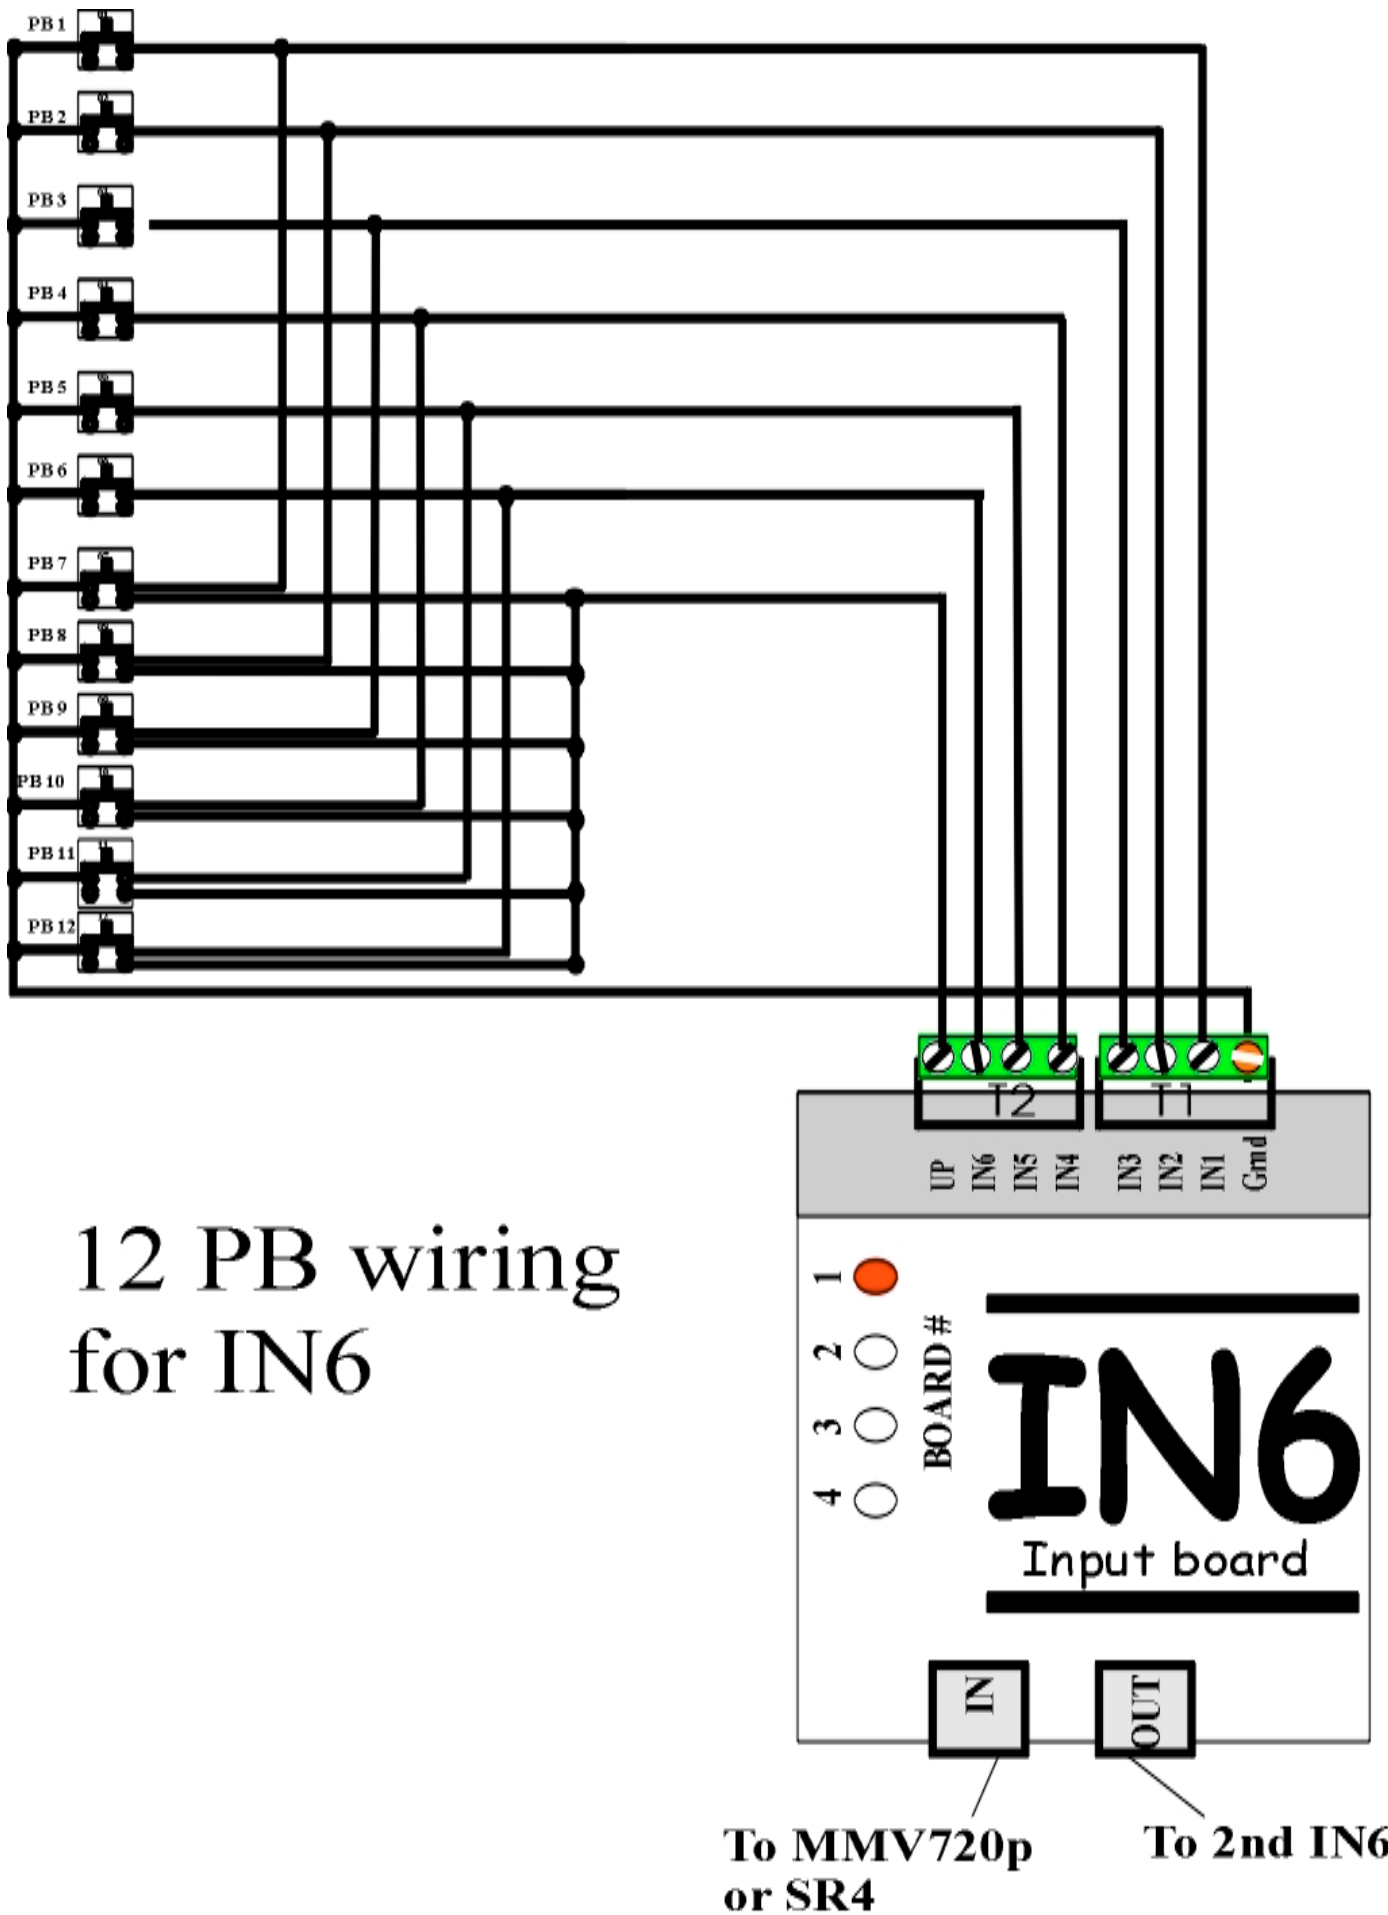 PB 1
PB 2
PB 3
PB 4
PB 5
PB 6
PB 7
PB 8
PB 9
PB 10
PB 11
PB 12
T2 T1
UP IN6 IN5 IN4 IN3 IN2 IN1 Grnd
12 PB wiring
for IN6
1
2
3
4
BOARD #
IN6
Input board
IN OUT
To MMV720p
or SR4
To 2nd IN6